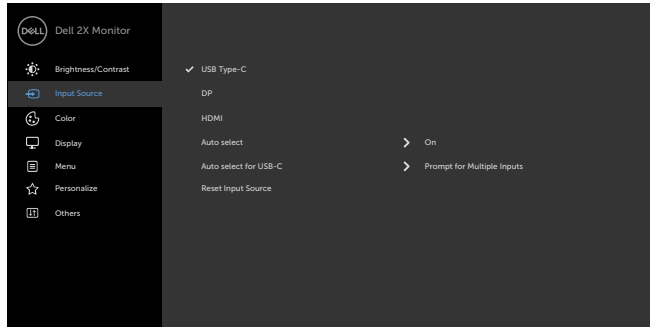 DELL Dell 2X Monitor
Brightness/Contrast USB Type-C
Input Source DP
Color HDMI
Display Auto select On
Menu Auto select for USB-C Prompt for Multiple Inputs
Personalize Reset Input Source
Others